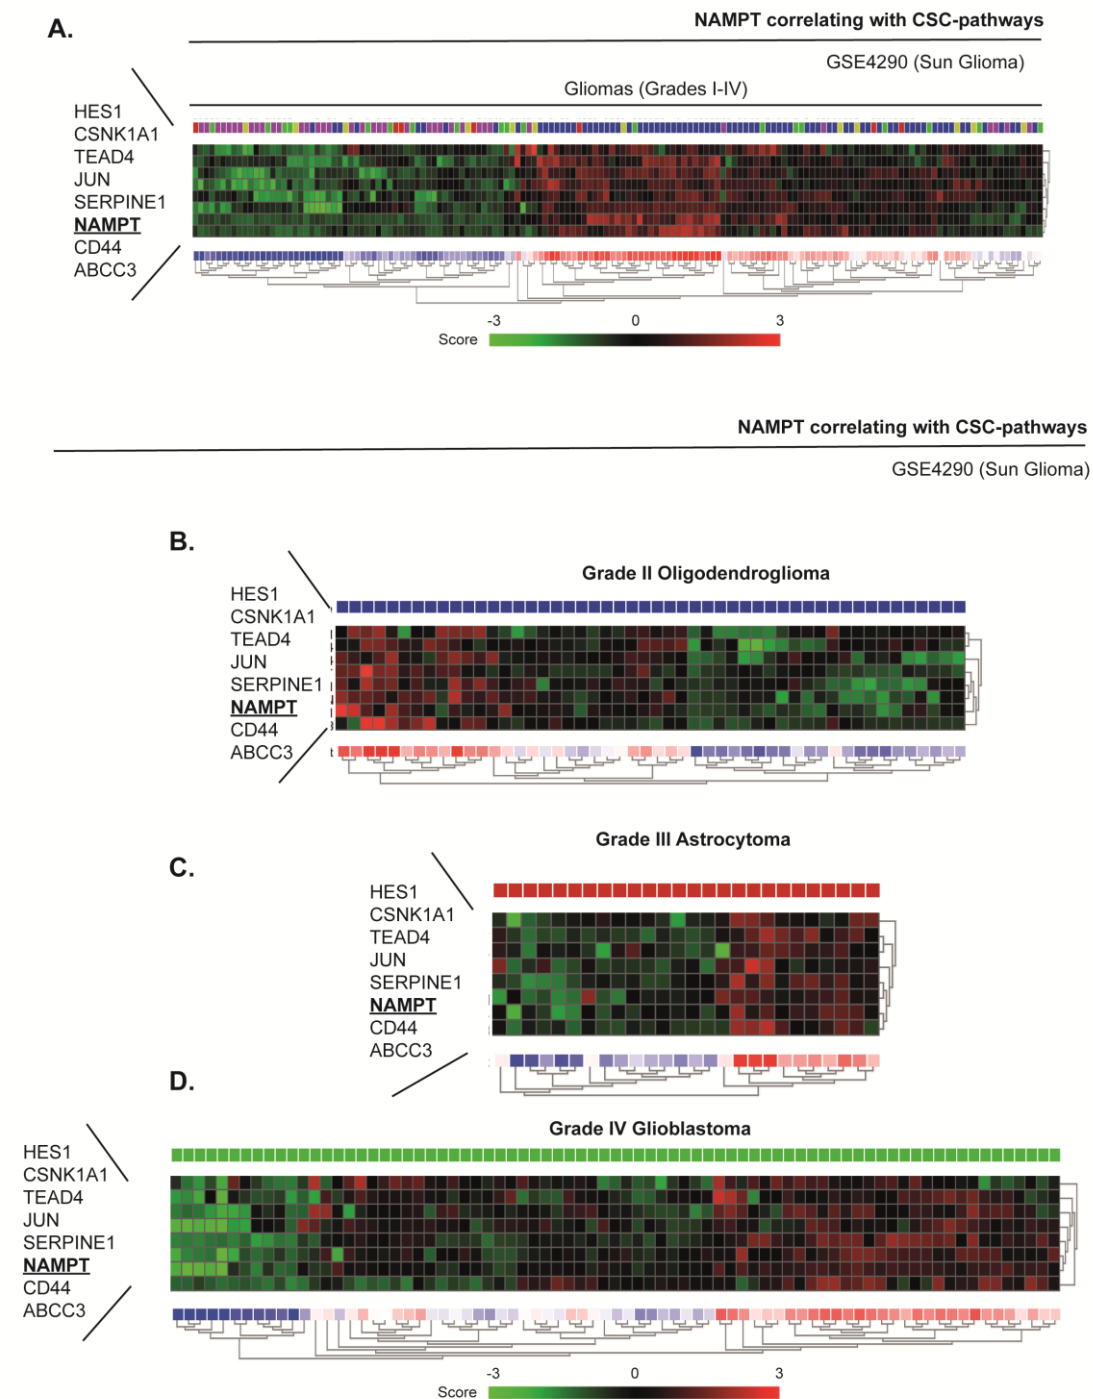 A.
NAMPT correlating with CSC-pathways
GSE4290 (Sun Glioma)
Gliomas (Grades I-IV)
HES1
CSNK1A1
TEAD4
JUN
SERPINE1
NAMPT
CD44
ABCC3
-3 0 3
Score
NAMPT correlating with CSC-pathways
GSE4290 (Sun Glioma)
B.
Grade II Oligodendroglioma
HES1
CSNK1A1
TEAD4
JUN
SERPINE1
NAMPT
CD44
ABCC3
Grade III Astrocytoma
C.
HES1
CSNK1A1
TEAD4
JUN
SERPINE1
NAMPT
CD44
ABCC3
D.
Grade IV Glioblastoma
HES1
CSNK1A1
TEAD4
JUN
SERPINE1
NAMPT
CD44
ABCC3
-3 0 3
Score